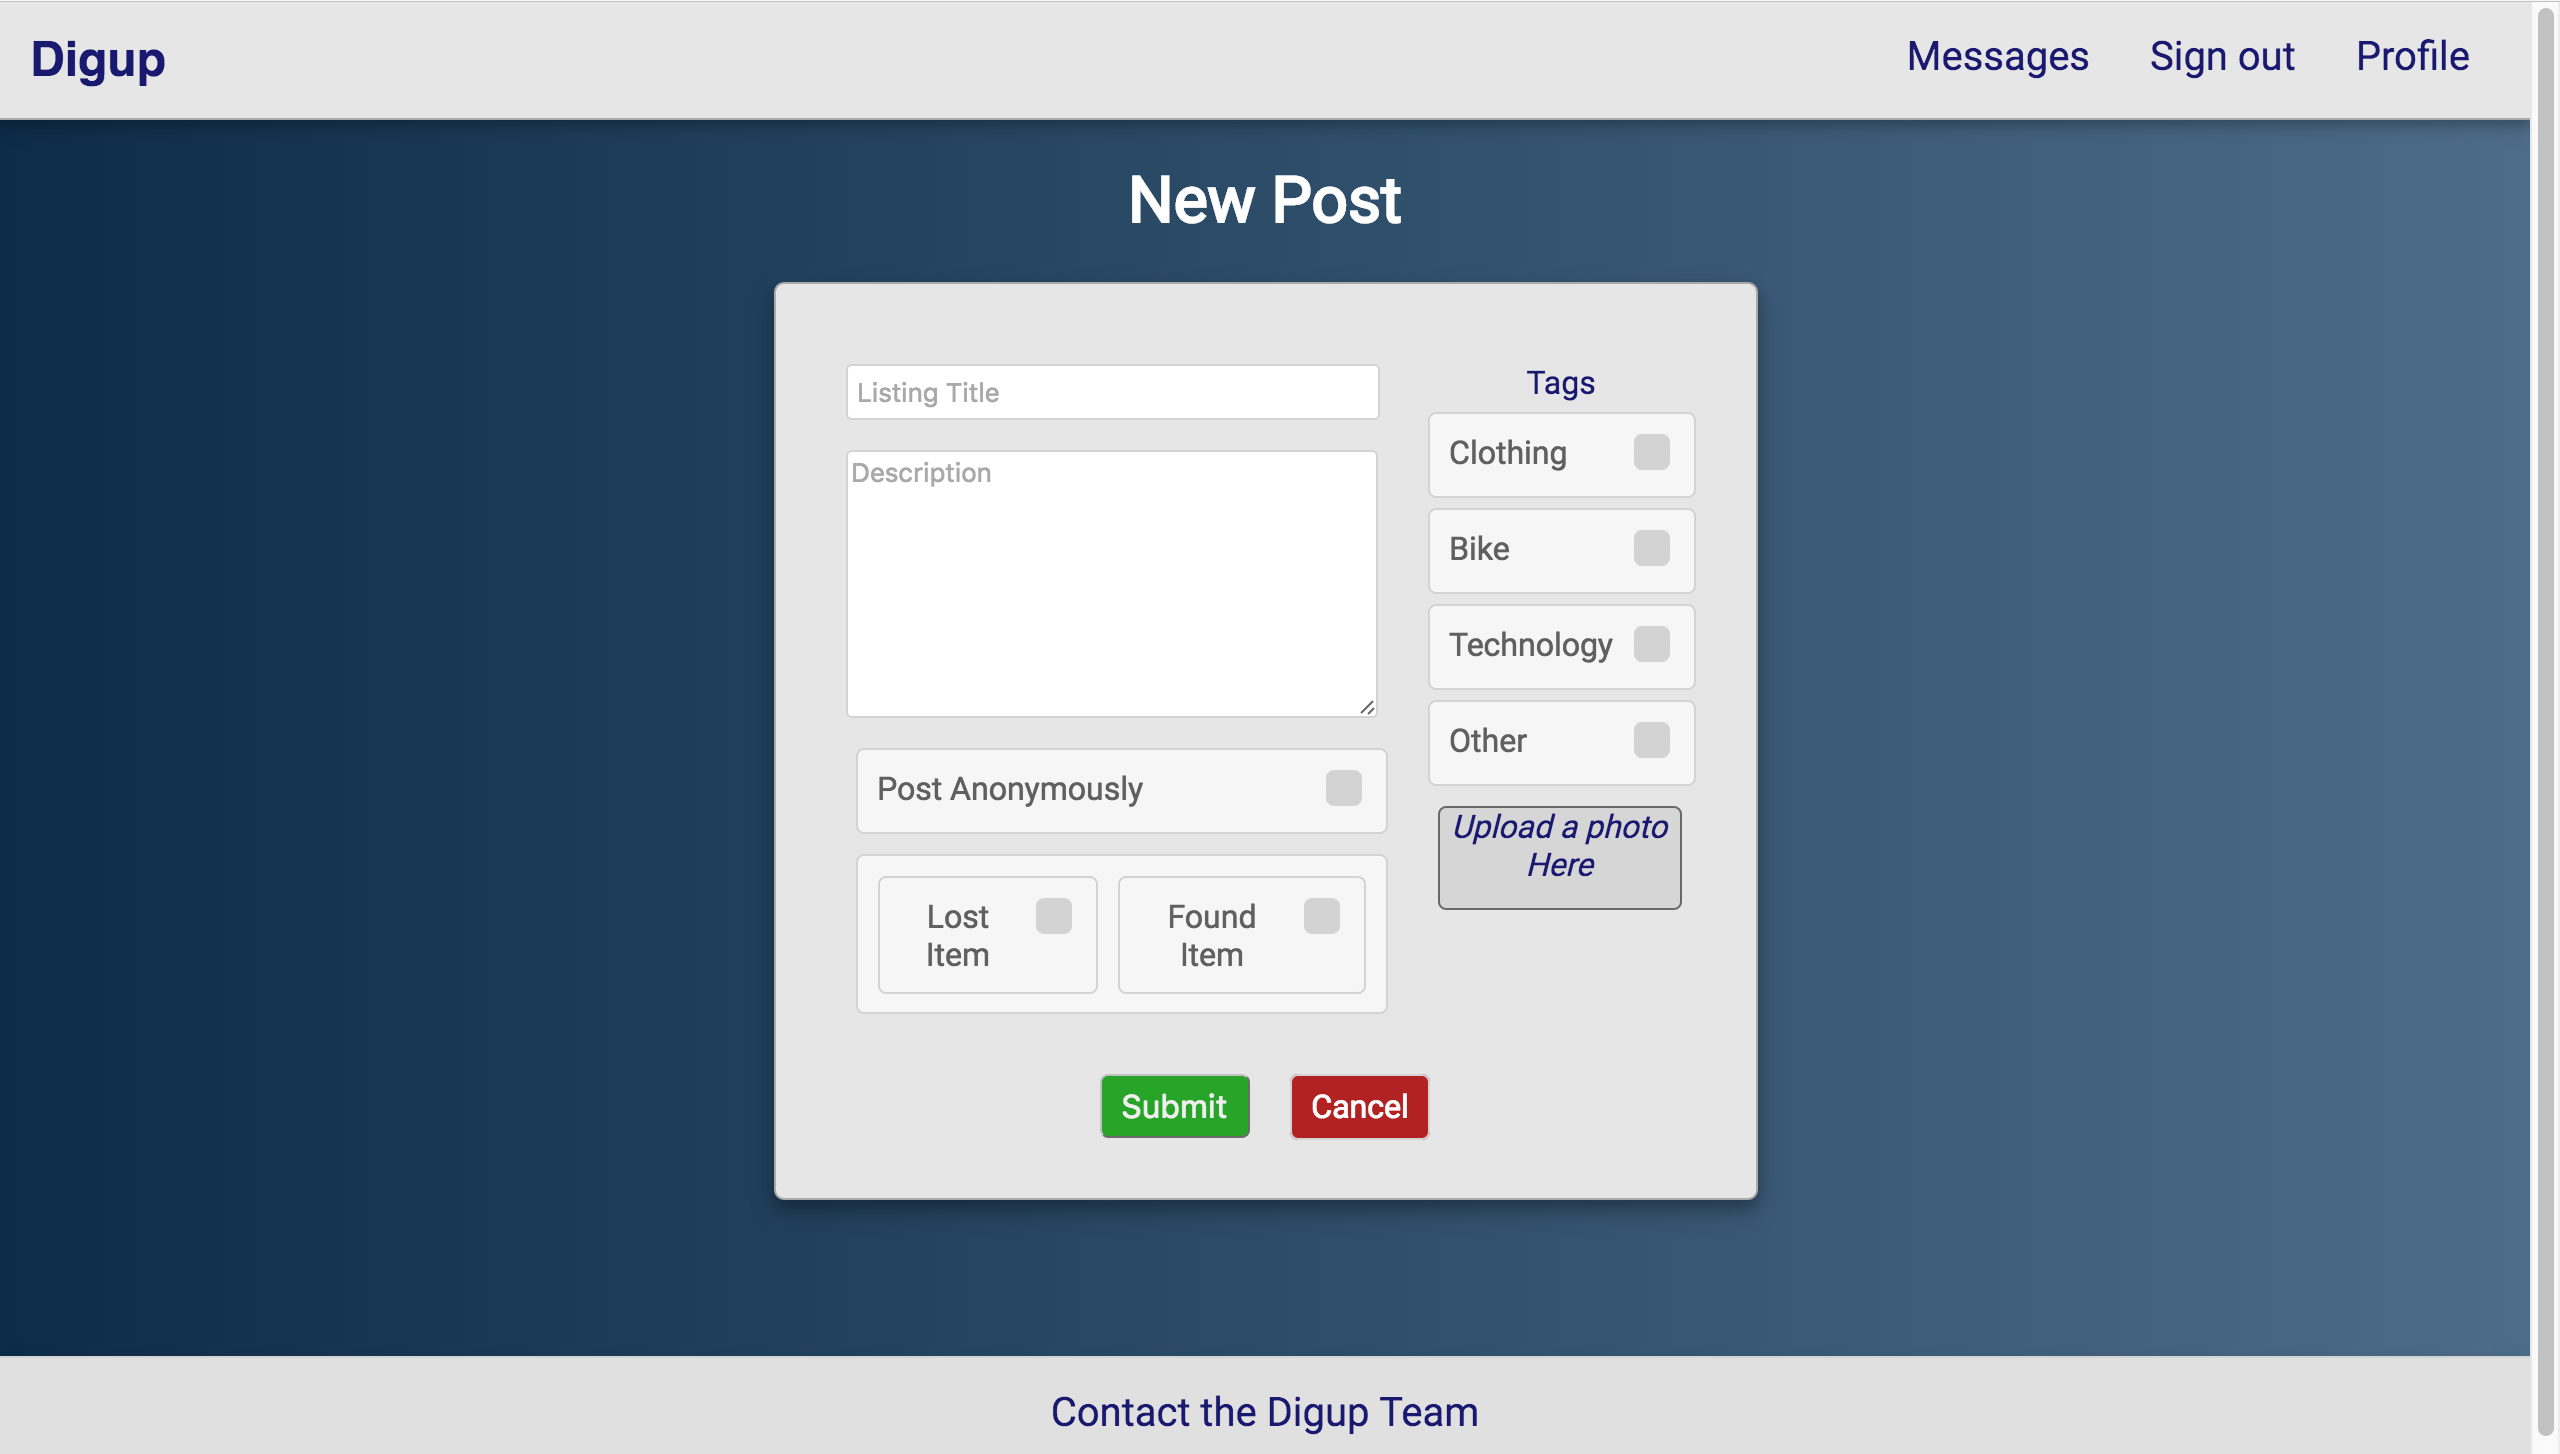 Digup
Messages
Sign out
Profile
New Post
Listing Title
Description
Post Anonymously
Lost
Item
Found
Item
Tags
Clothing
Bike
Technology
Other
Upload a photo
Here
Submit
Cancel
Contact the Digup Team